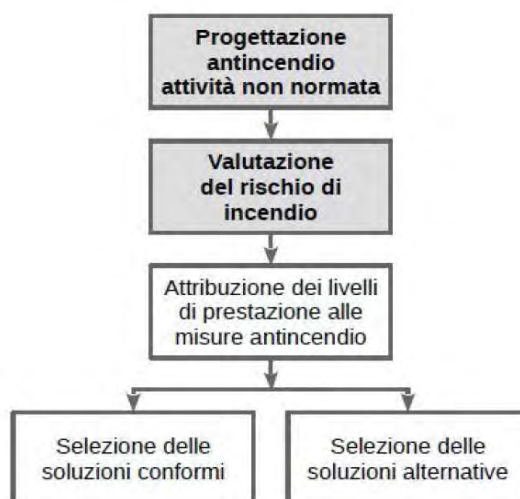 Progettazione
antincendio
attività non normata
Valutazione
del rischio di
incendio
Attribuzione dei livelli
di prestazione alle
misure antincendio
Selezione delle
soluzioni conformi
Selezione delle
soluzioni alternative